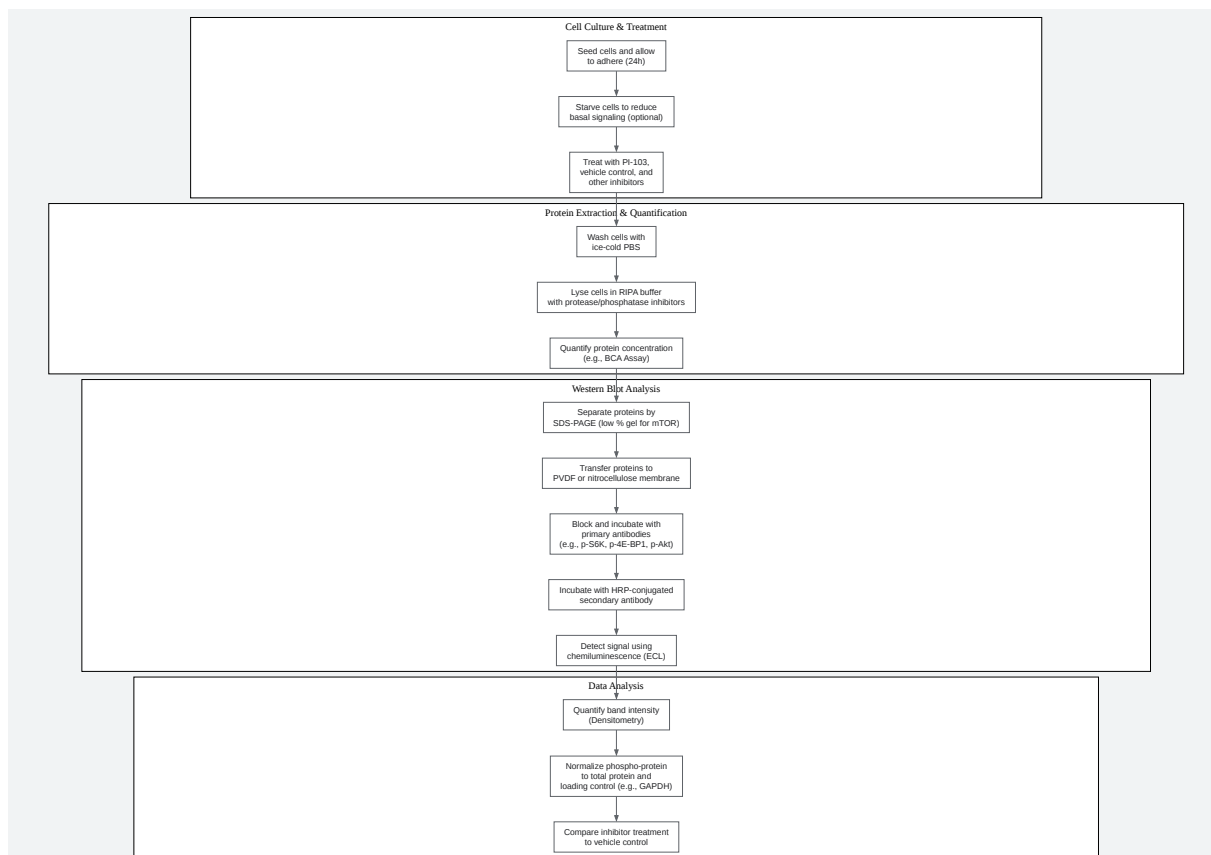 Cell Culture & Treatment
Seed cells and allow
to adhere (24h)
Starve cells to reduce
basal signaling (optional)
Treat with PI-103,
vehicle control, and
other inhibitors
Protein Extraction & Quantification
Wash cells with
ice-cold PBS
Lyse cells in RIPA buffer
with protease/phosphatase inhibitors
Quantify protein concentration
(e.g., BCA Assay)
Western Blot Analysis
Separate proteins by
SDS-PAGE (low % gel for mTOR)
Transfer proteins to
PVDF or nitrocellulose membrane
Block and incubate with
primary antibodies
(e.g., p-S6K, p-4E-BP1, p-Akt)
Incubate with HRP-conjugated
secondary antibody
Detect signal using
chemiluminescence (ECL)
Data Analysis
Quantify band intensity
(Densitometry)
Normalize phospho-protein
to total protein and
loading control (e.g., GAPDH)
Compare inhibitor treatment
to vehicle control